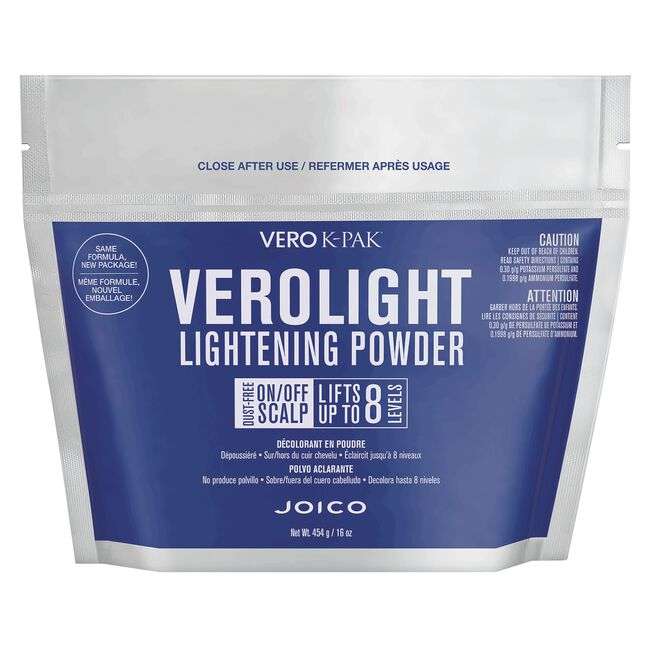 CLOSE AFTER USE / REFERMER APRÈS USAGE
SAME
FORMULA,
NEW PACKAGE!
MÊME FORMULE,
NOUVEL
EMBALLAGE!
VERO K-PAK™
VEROLIGHT
LIGHTENING POWDER
DUST-FREE
ON/OFF
SCALP
LIFTS
UP TO 8
LEVELS
DÉCOLORANT EN POUDRE
Dépoussiéré • Sur/hors du cuir chevelu • Éclaircit jusqu'à 8 niveaux
POLVO ACLARANTE
No produce polvillo • Sobre/fuera del cuero cabelludo • Decolora hasta 8 niveles
JOICO
Net Wt. 454 g / 16 oz
CAUTION
KEEP OUT OF REACH OF CHILDREN.
READ SAFETY DIRECTIONS | CONTAINS
0.30 g/g POTASSIUM PERSULFATE AND
0.1998 g/g AMMONIUM PERSULFATE.
ATTENTION
GARDER HORS DE LA PORTÉE DES ENFANTS.
LIRE LES CONSIGNES DE SÉCURITÉ | CONTIENT
0.30 g/g DE PERSULFATE DE POTASSIUM ET
0.1998 g/g DE PERSULFATE D'AMMONIUM.